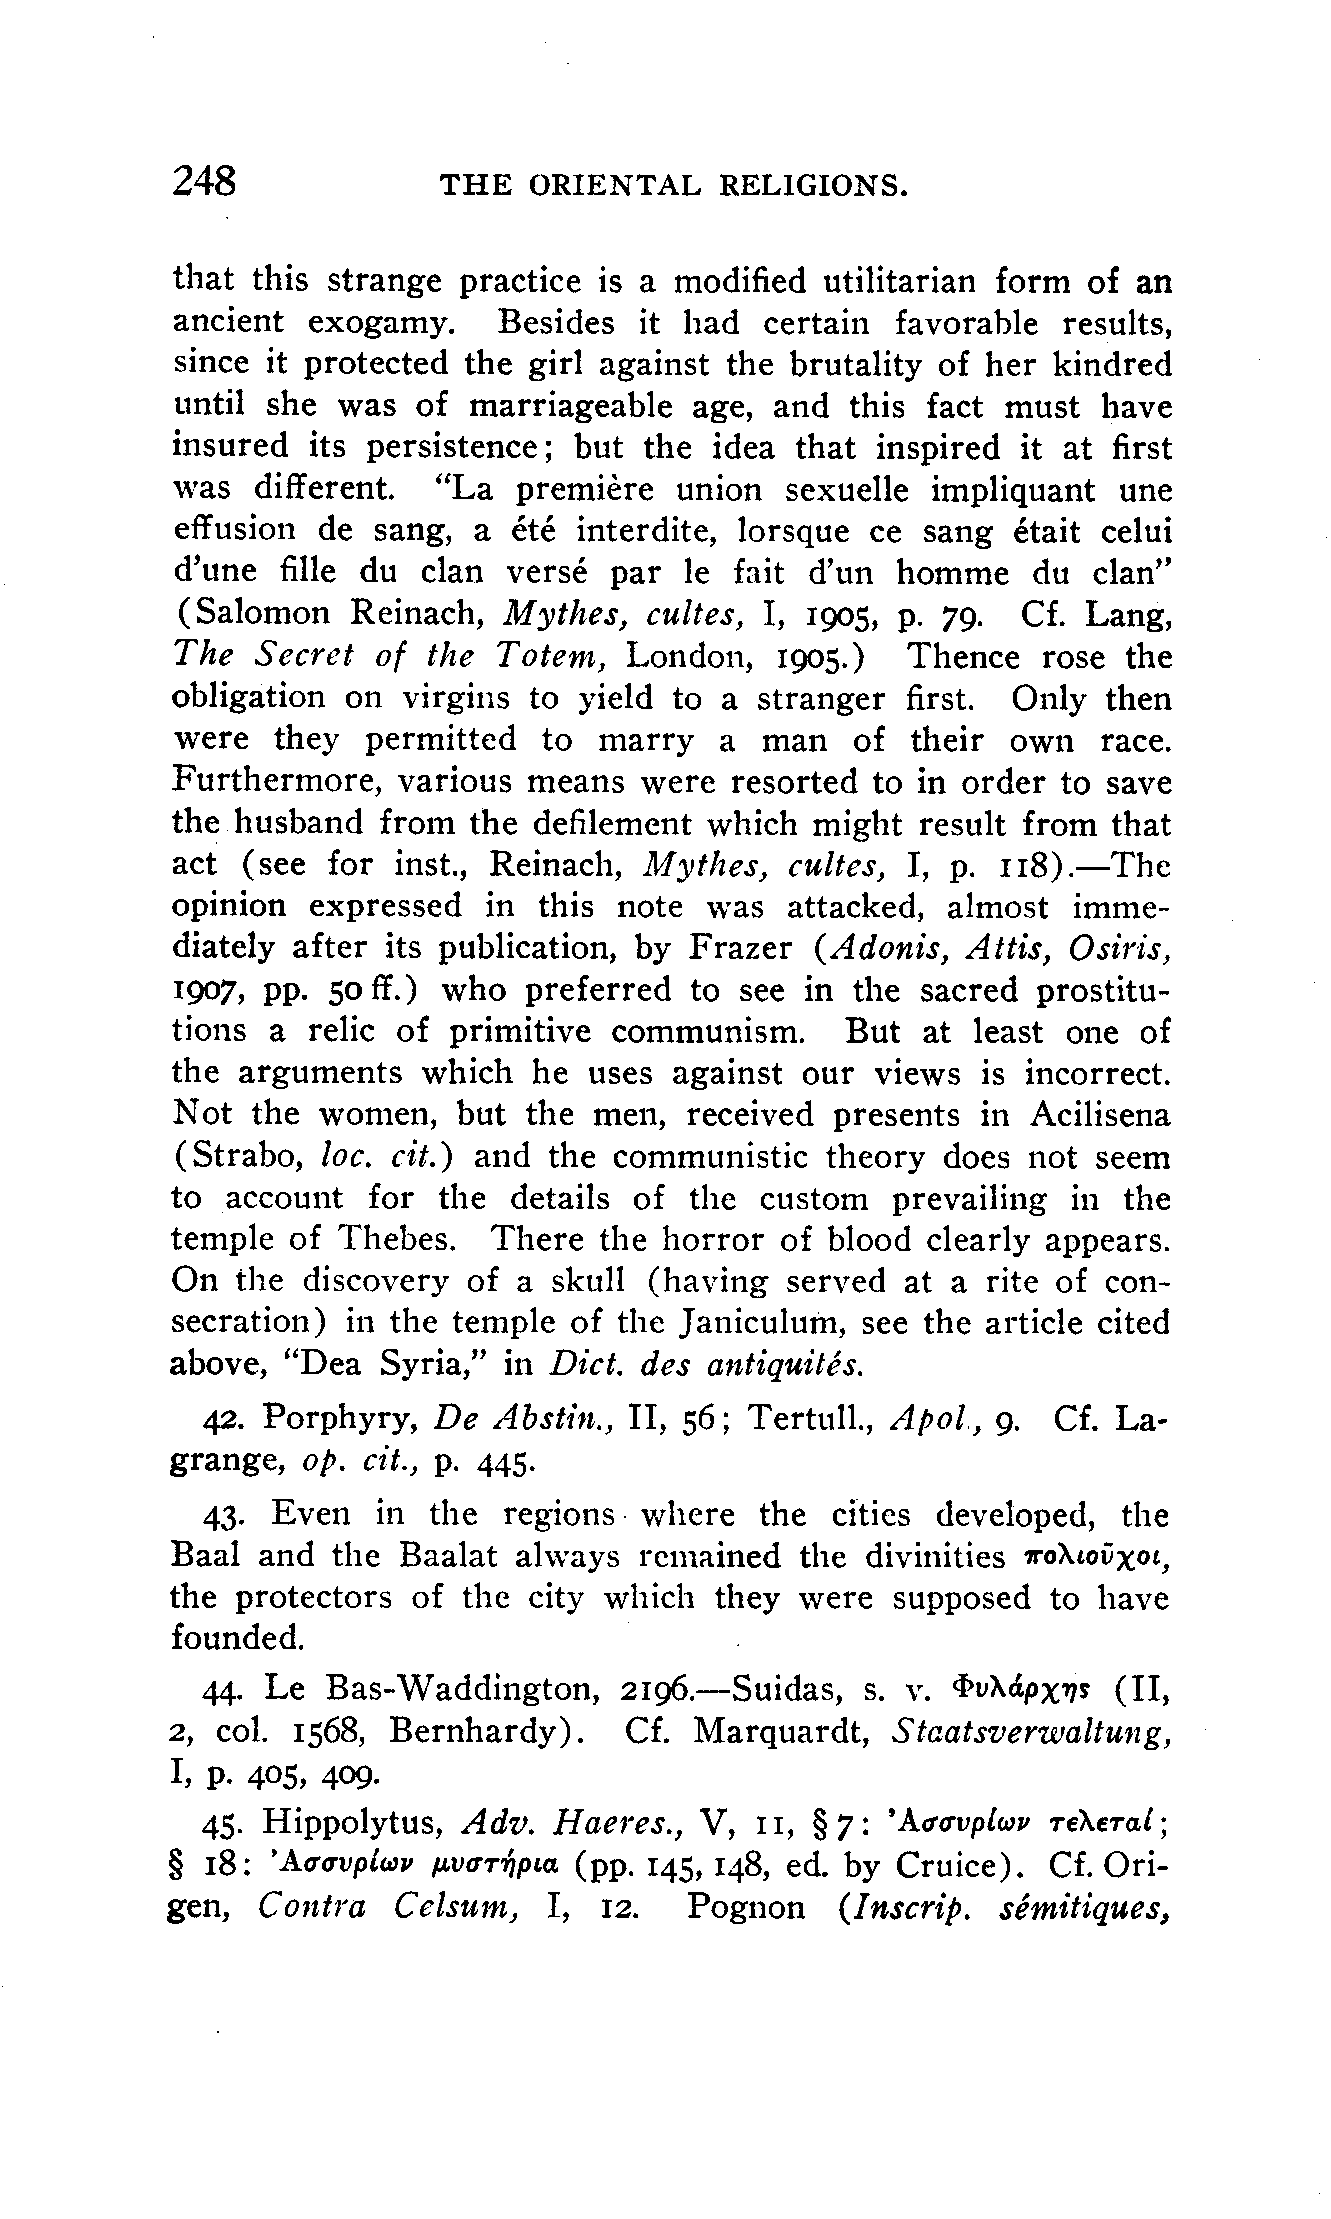 248 THE ORIENTAL RELIGIONS.
that this strange practice is a modified utilitarian form of an
ancient exogamy. Besides it had certain favorable results,
since it protected the girl against the brutality of her kindred
until she was of marriageable age, and this fact must have
insured its persistence; but the idea that inspired it at first
was different. "La première union sexuelle impliquant une
effusion de sang, a été interdite, lorsque ce sang était celui
d'une fille du clan versé par le fait d'un homme du clan"
(Salomon Reinach, Mythes, cultes, I, 1905, p. 79. Cf. Lang,
The Secret of the Totem, London, 1905.) Thence rose the
obligation on virgins to yield to a stranger first. Only then
were they permitted to marry a man of their own race.
Furthermore, various means were resorted to in order to save
the husband from the defilement which might result from that
act (see for inst., Reinach, Mythes, cultes, I, p. 118).—The
opinion expressed in this note was attacked, almost imme-
diately after its publication, by Frazer (Adonis, Attis, Osiris,
1907, pp. 50 ff.) who preferred to see in the sacred prostitu-
tions a relic of primitive communism. But at least one of
the arguments which he uses against our views is incorrect.
Not the women, but the men, received presents in Acilisena
(Strabo, loc. cit.) and the communistic theory does not seem
to account for the details of the custom prevailing in the
temple of Thebes. There the horror of blood clearly appears.
On the discovery of a skull (having served at a rite of con-
secration) in the temple of the Janiculum, see the article cited
above, "Dea Syria," in Dict. des antiquités.
42. Porphyry, De Abstin., II, 56; Tertull., Apol., 9. Cf. La-
grange, op. cit., p. 445.
43. Even in the regions where the cities developed, the
Baal and the Baalat always remained the divinities πολιοῦχοι,
the protectors of the city which they were supposed to have
founded.
44. Le Bas-Waddington, 2196.—Suidas, s. v. Φυλάρχης (II,
2, col. 1568, Bernhardy). Cf. Marquardt, Staatsverwaltung,
I, p. 405, 409.
45. Hippolytus, Adv. Haeres., V, 11, § 7: Ἀσσυρίων τελεταί;
§ 18: Ἀσσυρίων μυστήρια (pp. 145, 148, ed. by Cruice). Cf. Ori-
gen, Contra Celsum, I, 12. Pognon (Inscrip. sémitiques,